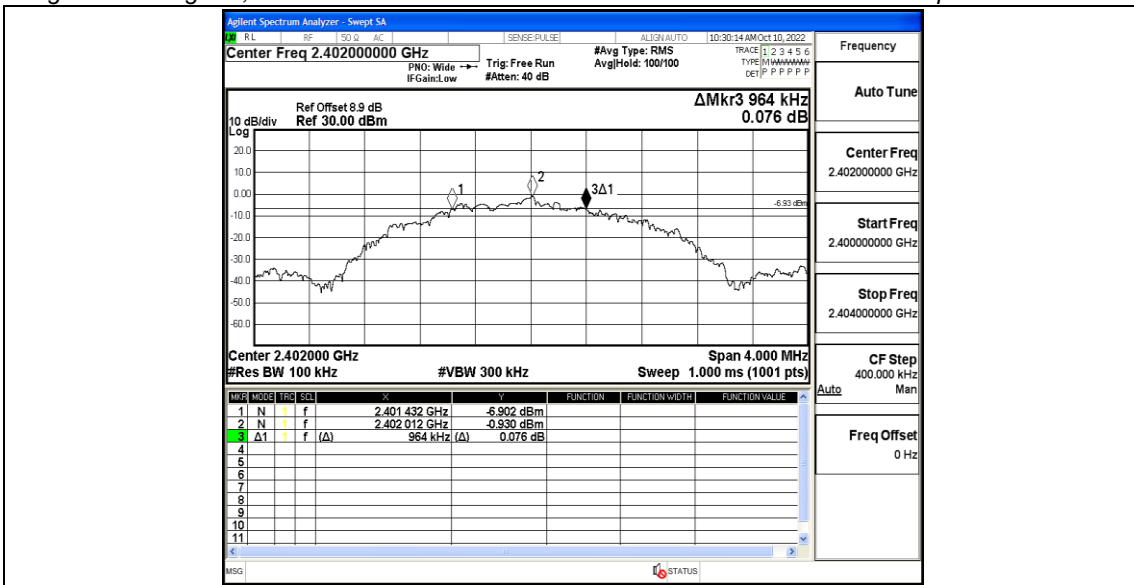 Agilent Spectrum Analyzer - Swept SA
LXI RL RF 50 Ω AC SENSE:PULSE ALIGN AUTO 10:30:14 AM Oct 10, 2022
Center Freq 2.402000000 GHz
PNO: Wide
IFGain:Low
Trig: Free Run
#Atten: 40 dB
#Avg Type: RMS
Avg|Hold: 100/100
TRACE 1 2 3 4 5 6
TYPE M
DET P P P P P P
Frequency
ΔMkr3 964 kHz
0.076 dB
Ref Offset 8.9 dB
10 dB/div Ref 30.00 dBm
Log
20.0
10.0
0.00
-10.0
-20.0
-30.0
-40.0
-50.0
-60.0
1
2
3Δ1
-6.93 dBm
Center 2.402000 GHz Span 4.000 MHz
#Res BW 100 kHz #VBW 300 kHz Sweep 1.000 ms (1001 pts)
MKR MODE TRC SCL X Y FUNCTION FUNCTION WIDTH FUNCTION VALUE
1 N 1 f 2.401 432 GHz -6.902 dBm
2 N 1 f 2.402 012 GHz -0.930 dBm
3 Δ1 1 f (Δ) 964 kHz (Δ) 0.076 dB
4
5
6
7
8
9
10
11
MSG STATUS
Auto Tune
Center Freq
2.402000000 GHz
Start Freq
2.400000000 GHz
Stop Freq
2.404000000 GHz
CF Step
400.000 kHz
Auto Man
Freq Offset
0 Hz